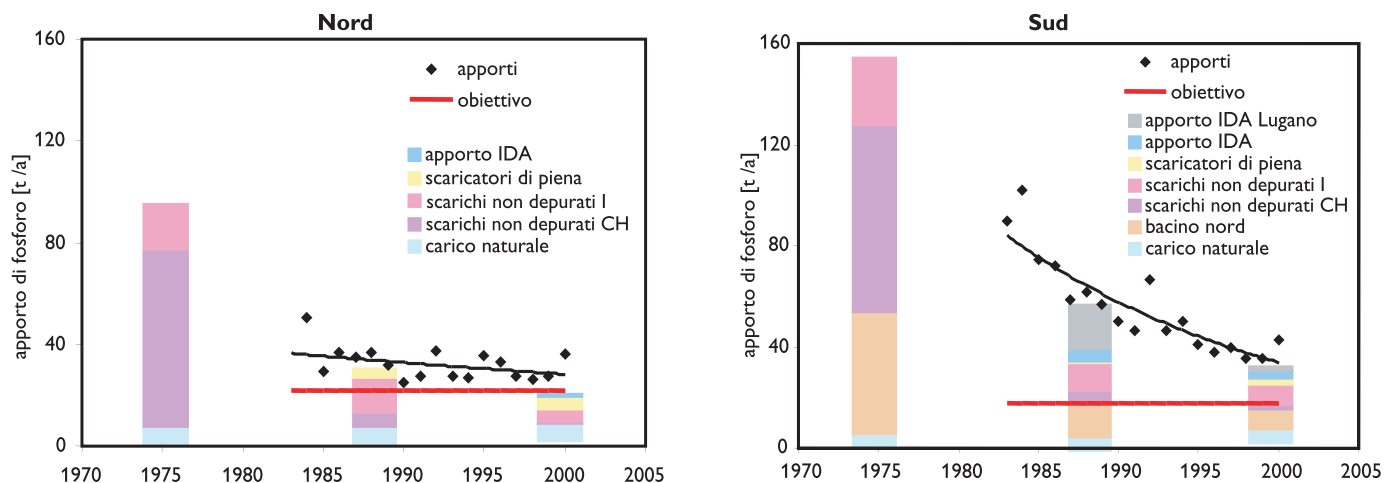 Nord
apporto di fosforo [t /a]
160
120
80
40
0
1970 1975 1980 1985 1990 1995 2000 2005
apporti
obiettivo
apporto IDA
scaricatori di piena
scarichi non depurati I
scarichi non depurati CH
carico naturale
Sud
apporto di fosforo [t /a]
160
120
80
40
0
1970 1975 1980 1985 1990 1995 2000 2005
apporti
obiettivo
apporto IDA Lugano
apporto IDA
scaricatori di piena
scarichi non depurati I
scarichi non depurati CH
bacino nord
carico naturale